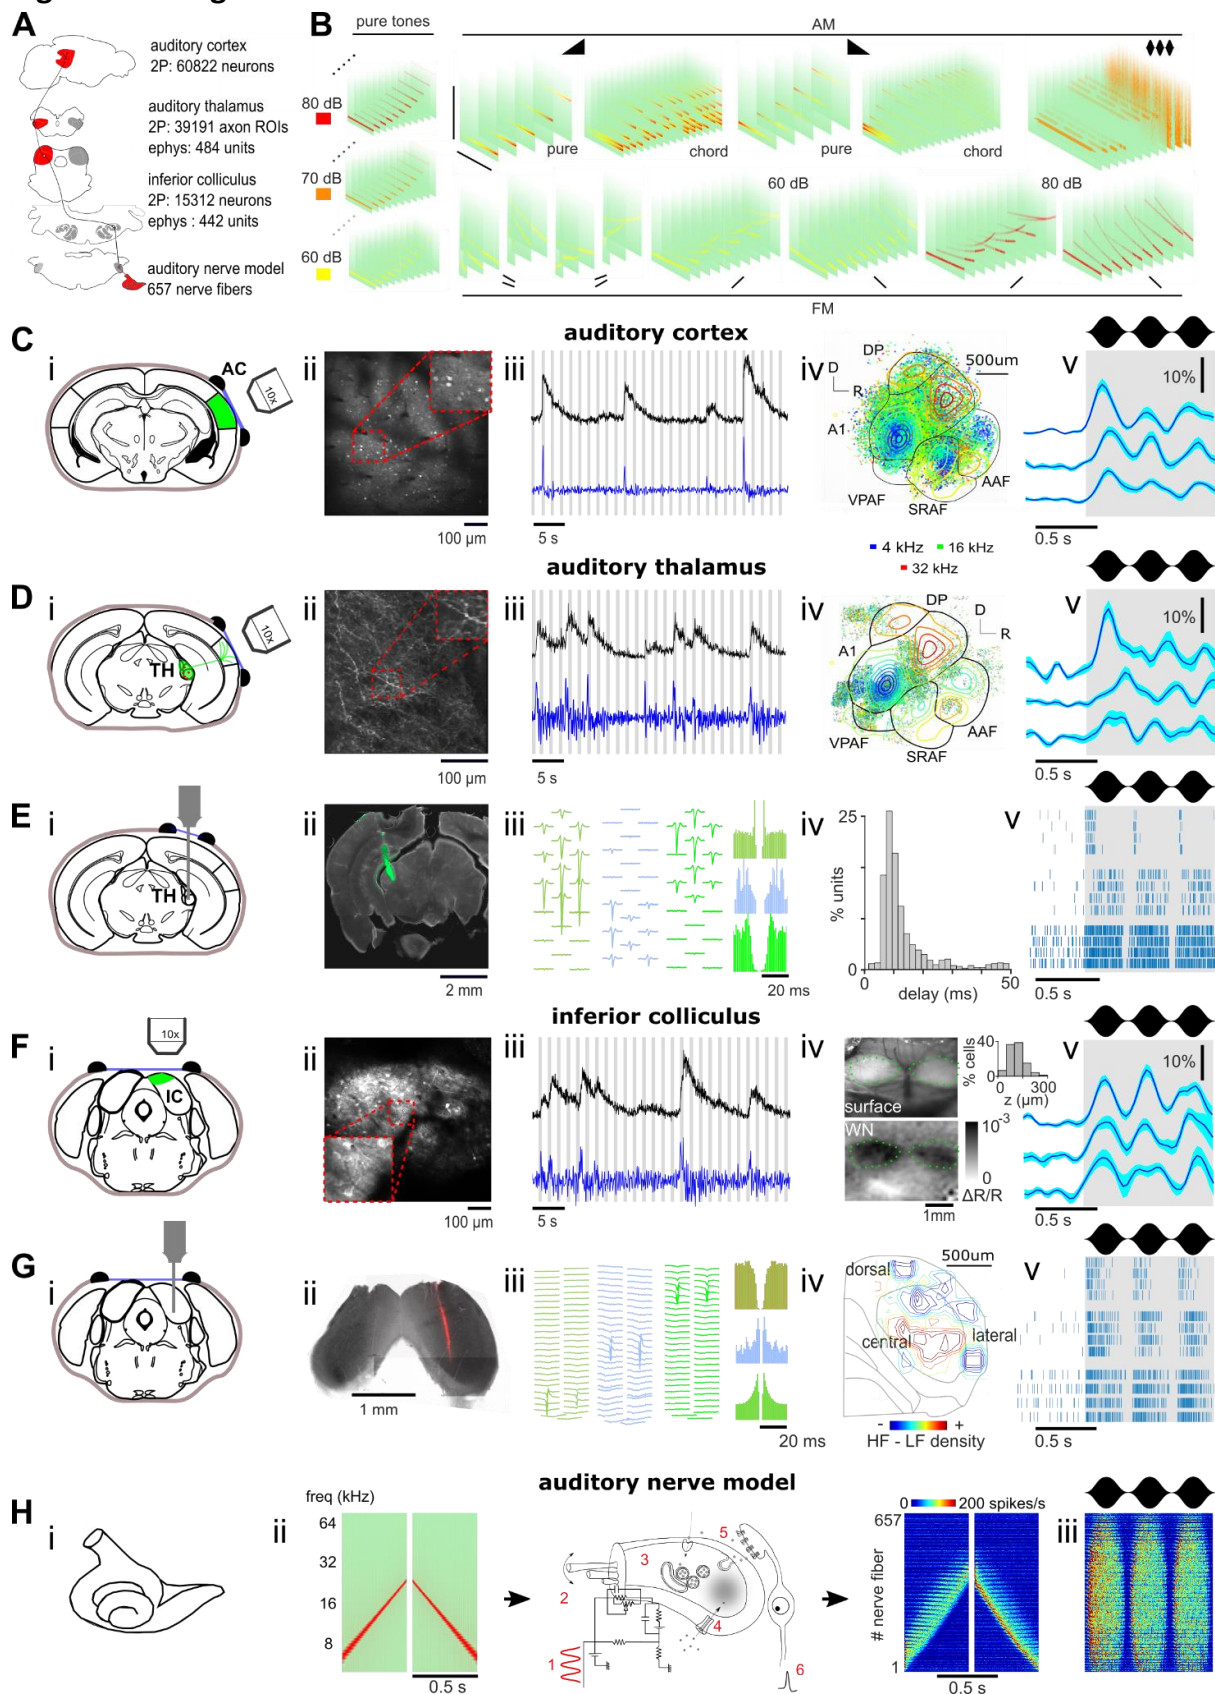 A
auditory cortex
2P: 60822 neurons
auditory thalamus
2P: 39191 axon ROIs
ephys: 484 units
inferior colliculus
2P: 15312 neurons
ephys : 442 units
auditory nerve model
657 nerve fibers
B
pure tones
AM
80 dB
70 dB
60 dB
pure
chord
pure
chord
60 dB
80 dB
FM
auditory cortex
C
i
AC
10x
ii
100 µm
iii
5 s
iv
DP
500um
D
R
A1
AAF
VPAF
SRAF
4 kHz
16 kHz
32 kHz
v
10%
0.5 s
auditory thalamus
D
i
TH
10x
ii
100 µm
iii
5 s
iv
DP
D
R
A1
AAF
VPAF
SRAF
v
10%
0.5 s
E
i
TH
ii
2 mm
iii
20 ms
iv
25
% units
0
0
50
delay (ms)
v
0.5 s
inferior colliculus
F
i
10x
IC
ii
100 µm
iii
5 s
iv
surface
WN
40
% cells
0
0
300
z (µm)
10-3
0
ΔR/R
1mm
v
10%
0.5 s
G
i
ii
1 mm
iii
20 ms
iv
500um
dorsal
central
lateral
- +
HF - LF density
v
0.5 s
auditory nerve model
H
i
ii
freq (kHz)
64
32
16
8
0.5 s
1
2
3
4
5
6
0
200 spikes/s
657
# nerve fiber
1
0.5 s
iii